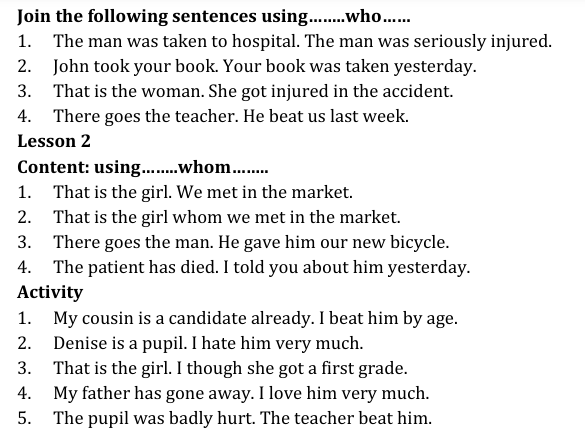 Join the following sentences using........who......
1. The man was taken to hospital. The man was seriously injured.
2. John took your book. Your book was taken yesterday.
3. That is the woman. She got injured in the accident.
4. There goes the teacher. He beat us last week.
Lesson 2
Content: using........whom........
1. That is the girl. We met in the market.
2. That is the girl whom we met in the market.
3. There goes the man. He gave him our new bicycle.
4. The patient has died. I told you about him yesterday.
Activity
1. My cousin is a candidate already. I beat him by age.
2. Denise is a pupil. I hate him very much.
3. That is the girl. I though she got a first grade.
4. My father has gone away. I love him very much.
5. The pupil was badly hurt. The teacher beat him.